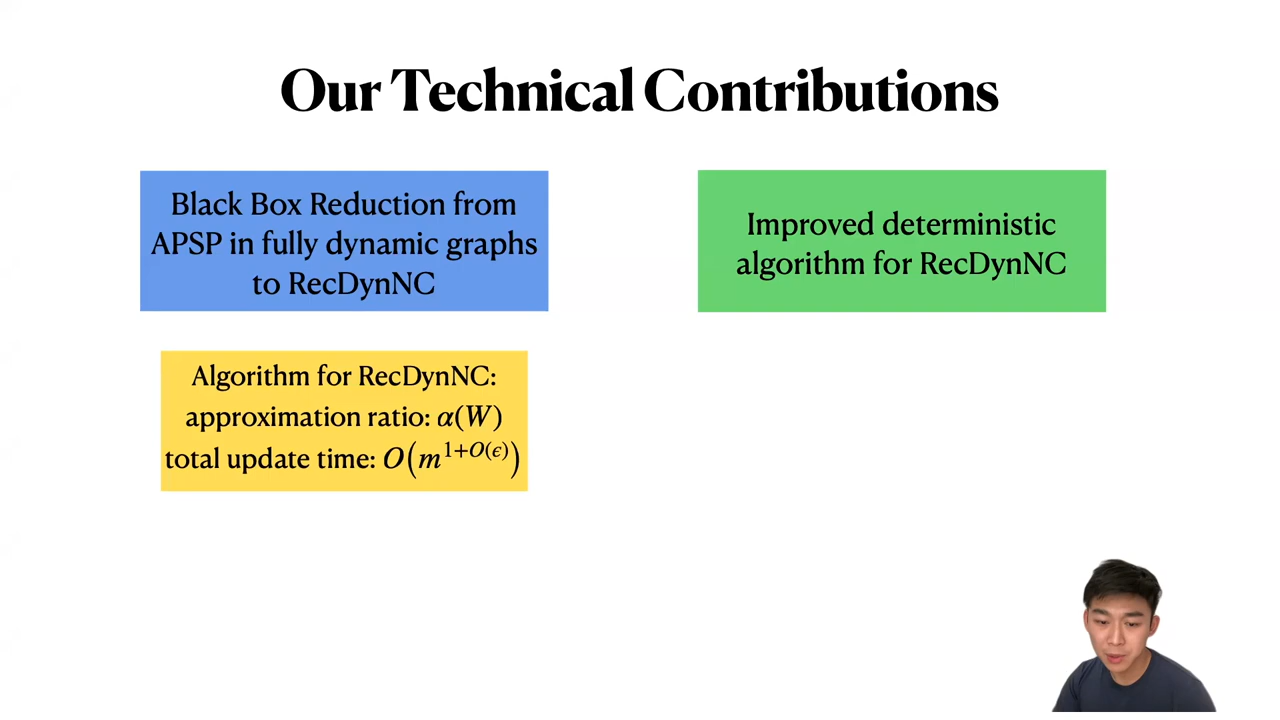 Our Technical Contributions
Black Box Reduction from
APSP in fully dynamic graphs
to RecDynNC
Improved deterministic
algorithm for RecDynNC
Algorithm for RecDynNC:
approximation ratio: α(W)
total update time: O(m^{1+O(ϵ)})